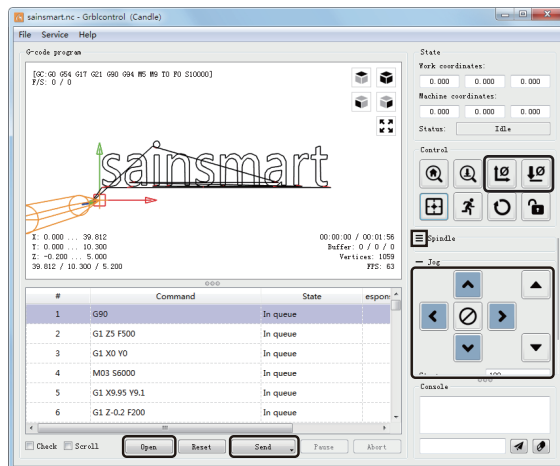 sainsmart.nc - Grblcontrol (Candle)
File Service Help
G-code program
[GC:G0 G54 G17 G21 G90 G94 M5 M9 T0 F0 S10000]
F/S: 0 / 0
sainsmart
X: 0.000 ... 39.812
Y: 0.000 ... 10.300
Z: -0.200 ... 5.000
39.812 / 10.300 / 5.200
00:00:00 / 00:01:56
Buffer: 0 / 0 / 0
Vertices: 1059
FPS: 63
# Command State espon
1 G90 In queue
2 G1 Z5 F500 In queue
3 G1 X0 Y0 In queue
4 M03 S6000 In queue
5 G1 X9.95 Y9.1 In queue
6 G1 Z-0.2 F200 In queue
Check Scroll Open Reset Send Pause Abort
State
Work coordinates:
0.000 0.000 0.000
Machine coordinates:
0.000 0.000 0.000
Status: Idle
Control
Spindle
Jog
100
Console